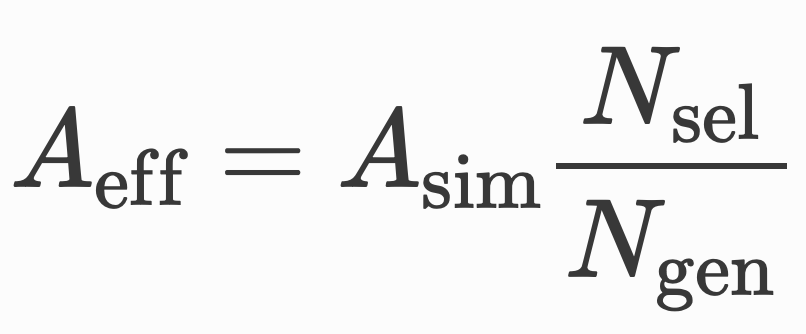 A_eff = A_sim N_sel / N_gen